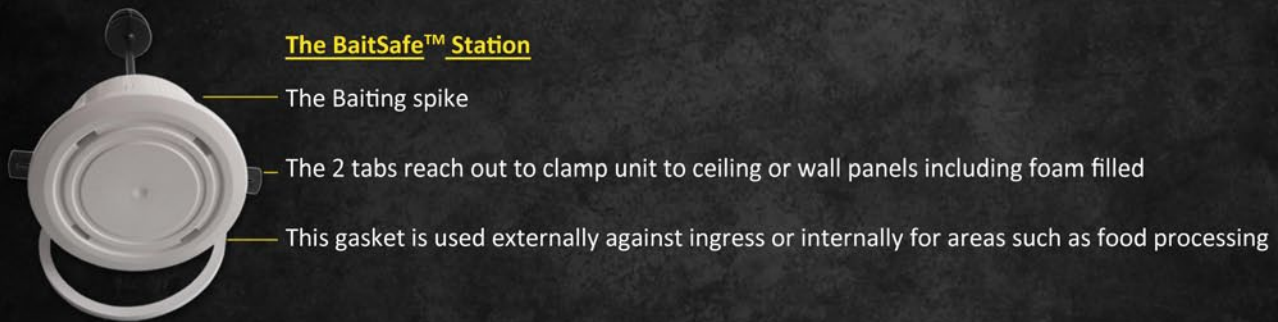 The BaitSafe™ Station
The Baiting spike
The 2 tabs reach out to clamp unit to ceiling or wall panels including foam filled
This gasket is used externally against ingress or internally for areas such as food processing